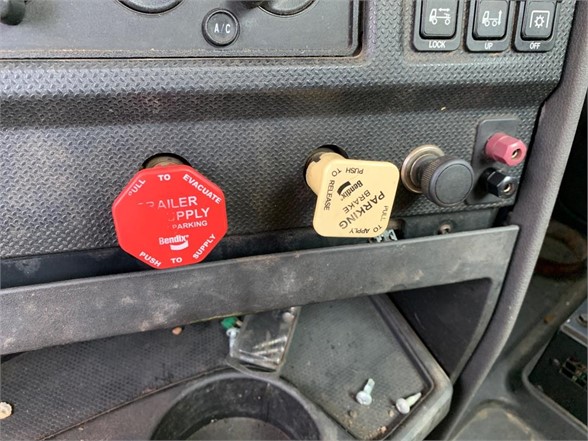 A/C
LOCK
UP
OFF
PULL TO EVACUATE
TRAILER
SUPPLY
PARKING
Bendix
PUSH TO SUPPLY
PUSH TO RELEASE
Bendix
PARKING
BRAKE
PULL TO APPLY